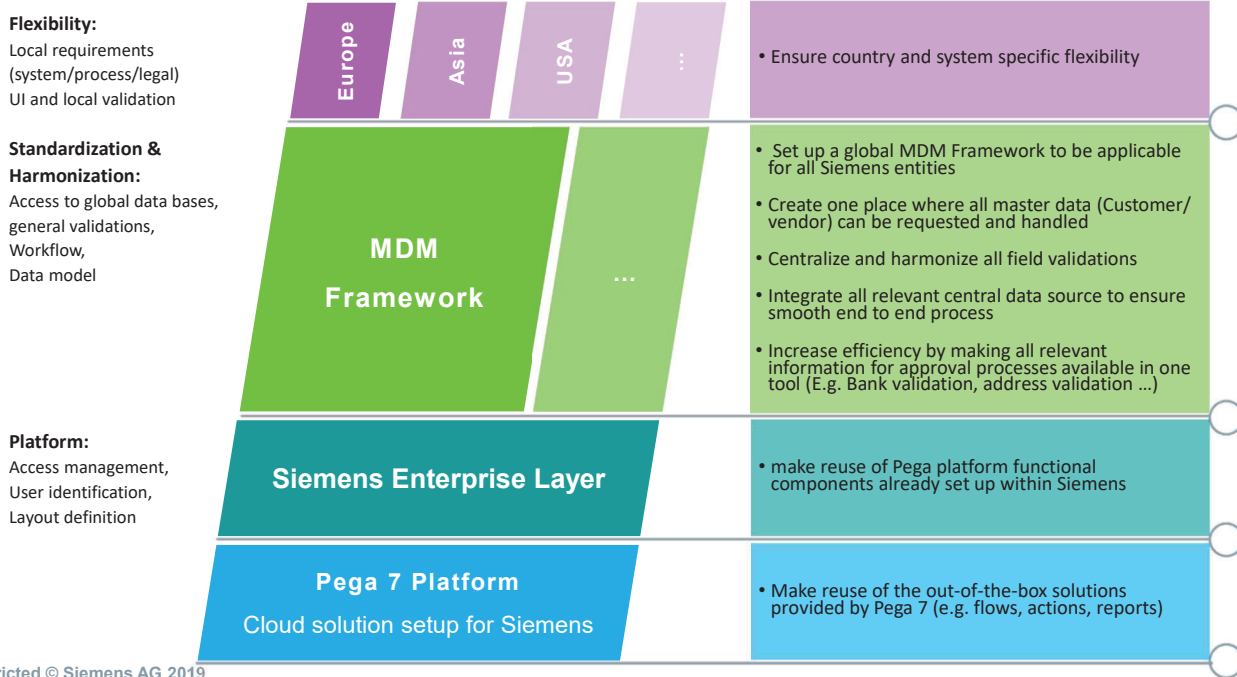 Flexibility:
Local requirements
(system/process/legal)
UI and local validation
Europe
Asia
USA
...
• Ensure country and system specific flexibility
Standardization &
Harmonization:
Access to global data bases,
general validations,
Workflow,
Data model
MDM
Framework
...
• Set up a global MDM Framework to be applicable
for all Siemens entities
• Create one place where all master data (Customer/
vendor) can be requested and handled
• Centralize and harmonize all field validations
• Integrate all relevant central data source to ensure
smooth end to end process
• Increase efficiency by making all relevant
information for approval processes available in one
tool (E.g. Bank validation, address validation ...)
Platform:
Access management,
User identification,
Layout definition
Siemens Enterprise Layer
• make reuse of Pega platform functional
components already set up within Siemens
Pega 7 Platform
Cloud solution setup for Siemens
• Make reuse of the out-of-the-box solutions
provided by Pega 7 (e.g. flows, actions, reports)
icted © Siemens AG 2019